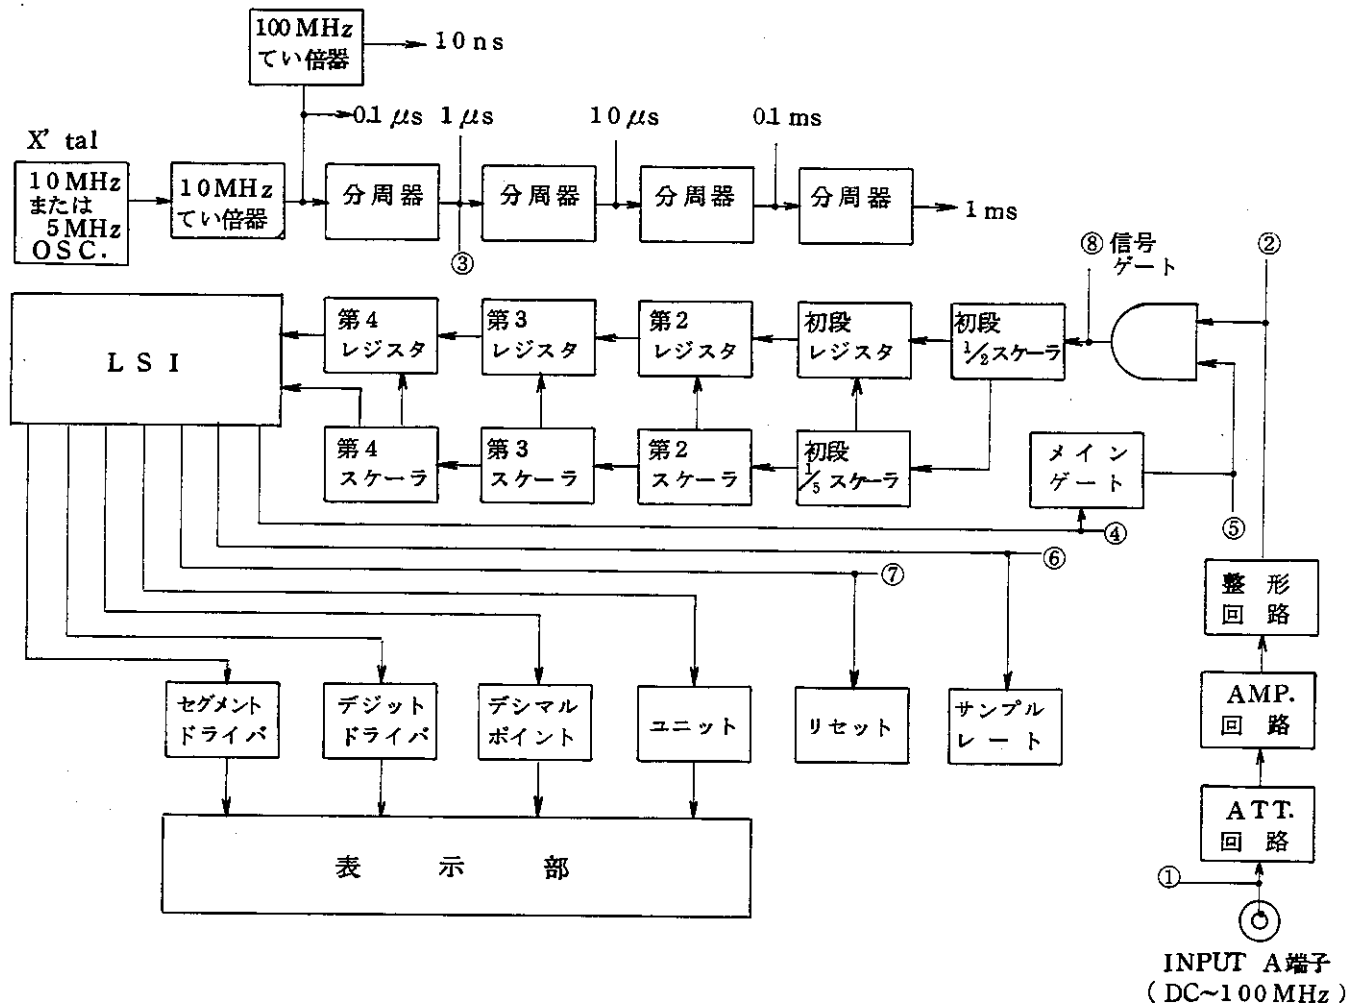 100MHz
てい倍器
10ns
0.1μs
1μs
10μs
0.1ms
X'tal
10MHz
または
5MHz
OSC.
10MHz
てい倍器
分周器
分周器
分周器
分周器
1ms
③
⑧信号
ゲート
②
LSI
第4
レジスタ
第3
レジスタ
第2
レジスタ
初段
レジスタ
初段
1/2スケーラ
第4
スケーラ
第3
スケーラ
第2
スケーラ
初段
1/5スケーラ
メイン
ゲート
④
⑤
⑥
⑦
整形
回路
セグメント
ドライバ
デジット
ドライバ
デシマル
ポイント
ユニット
リセット
サンプル
レート
AMP.
回路
ATT.
回路
表示部
①
INPUT A端子
(DC~100MHz)